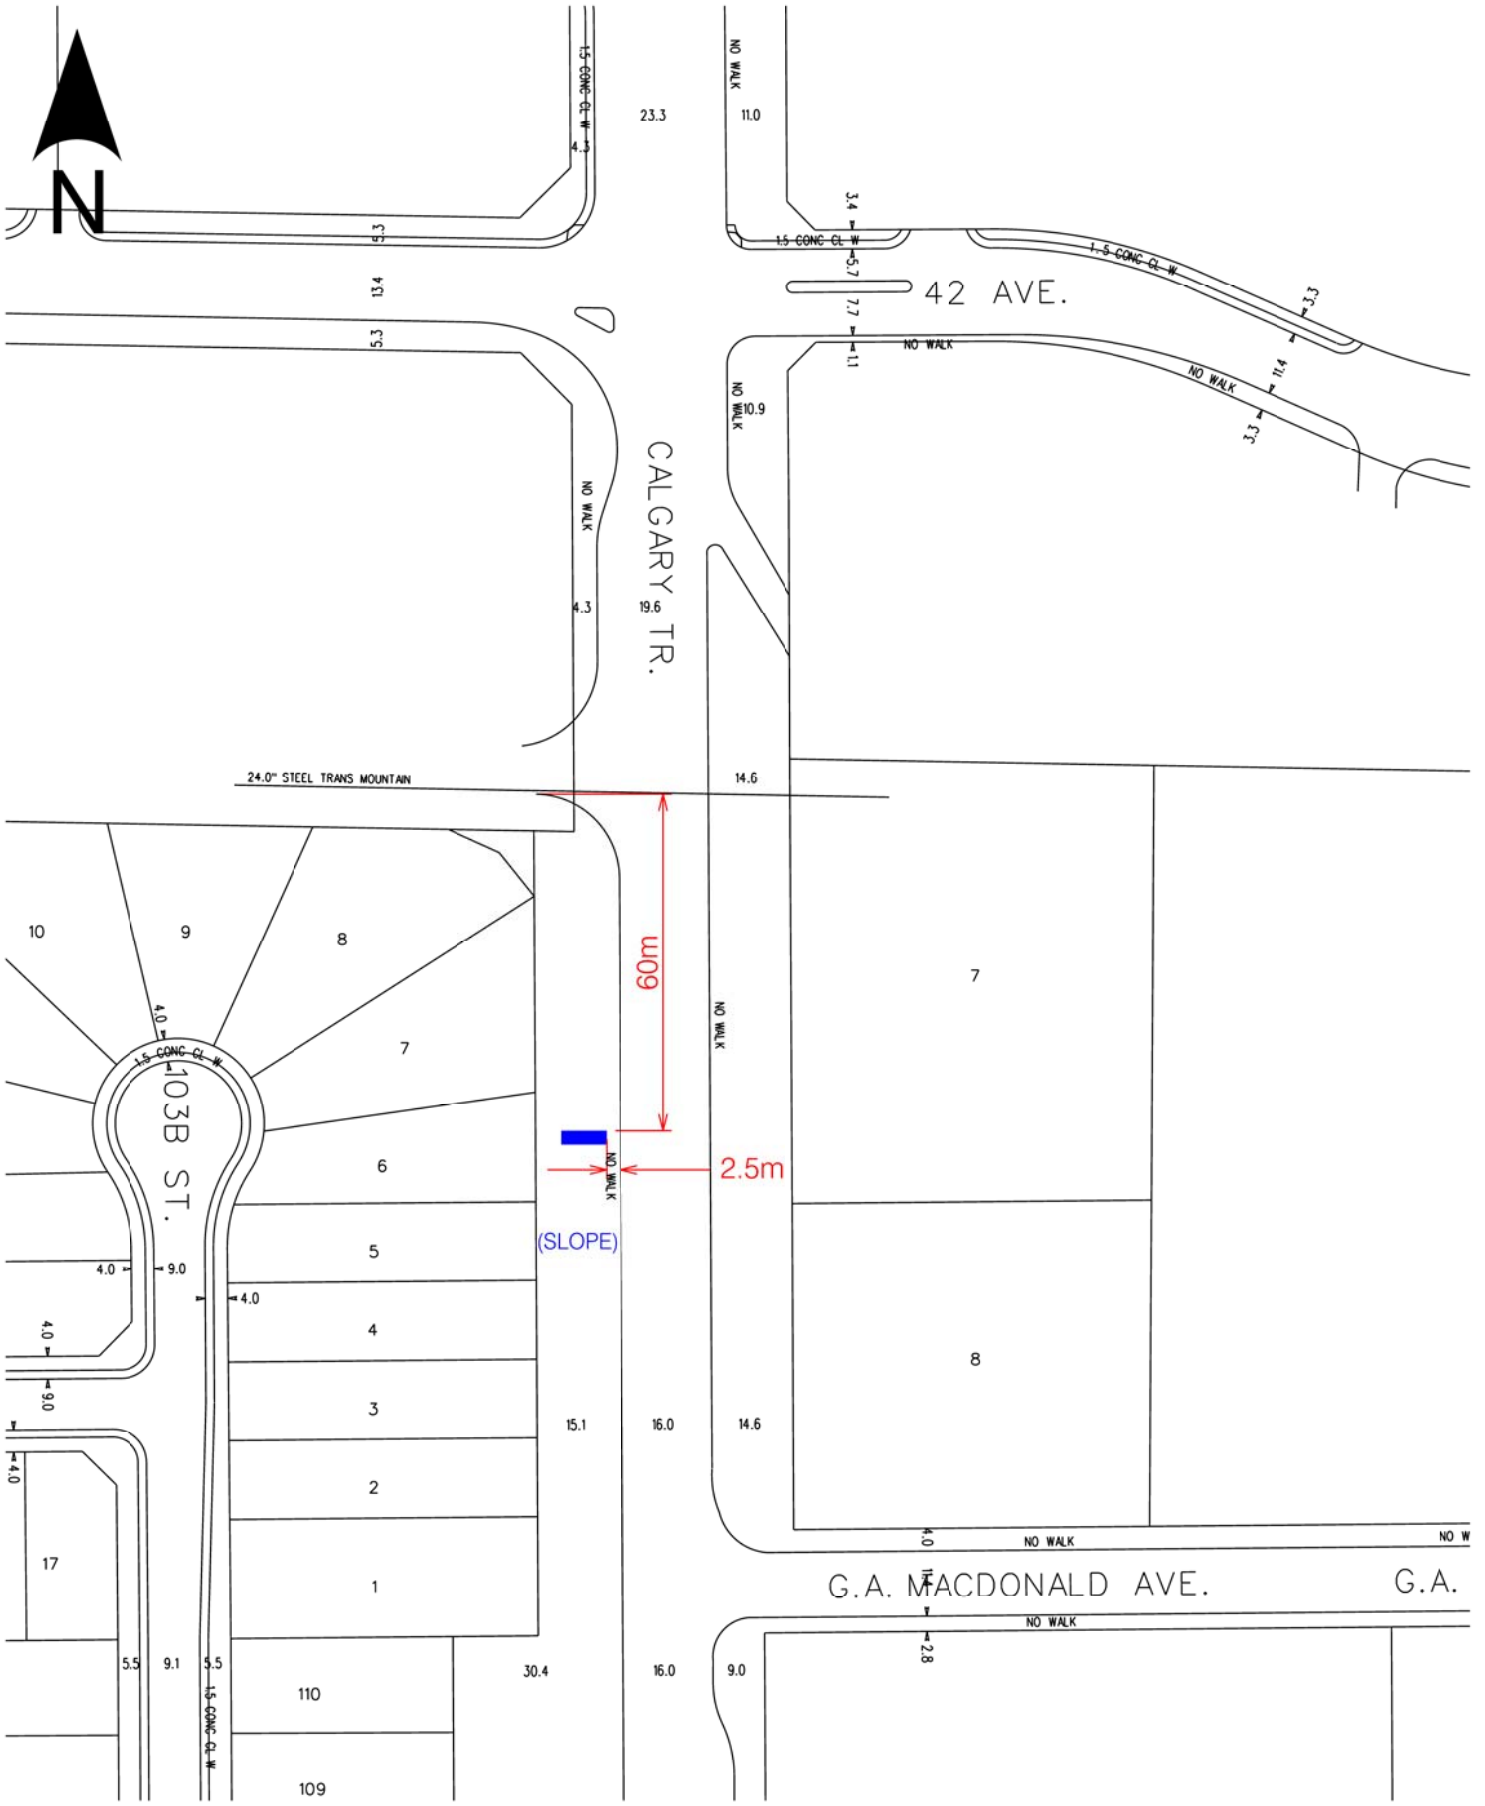 1.5 CONC CL W
NO WALK
23.3
11.0
4.3
N
3.4
5.3
1.5 CONC CL W
1.5 CONC CL W
13.4
5.7
42 AVE.
7.7
3.3
5.3
NO WALK
1.1
11.4
NO WALK
NO WALK
10.9
3.3
CALGARY TR.
NO WALK
4.3
19.6
24.0" STEEL TRANS MOUNTAIN
14.6
10
9
8
60m
7
4.0
NO WALK
1.5 CONC CL W
7
103B ST.
6
NO WALK
2.5m
(SLOPE)
5
4.0
9.0
4.0
4.0
4
8
9.0
3
15.1
16.0
14.6
4.0
2
4.0
NO WALK
NO W
17
1
G.A. MACDONALD AVE.
G.A.
NO WALK
2.8
5.5
9.1
5.5
30.4
16.0
9.0
1.5 CONC CL W
110
109